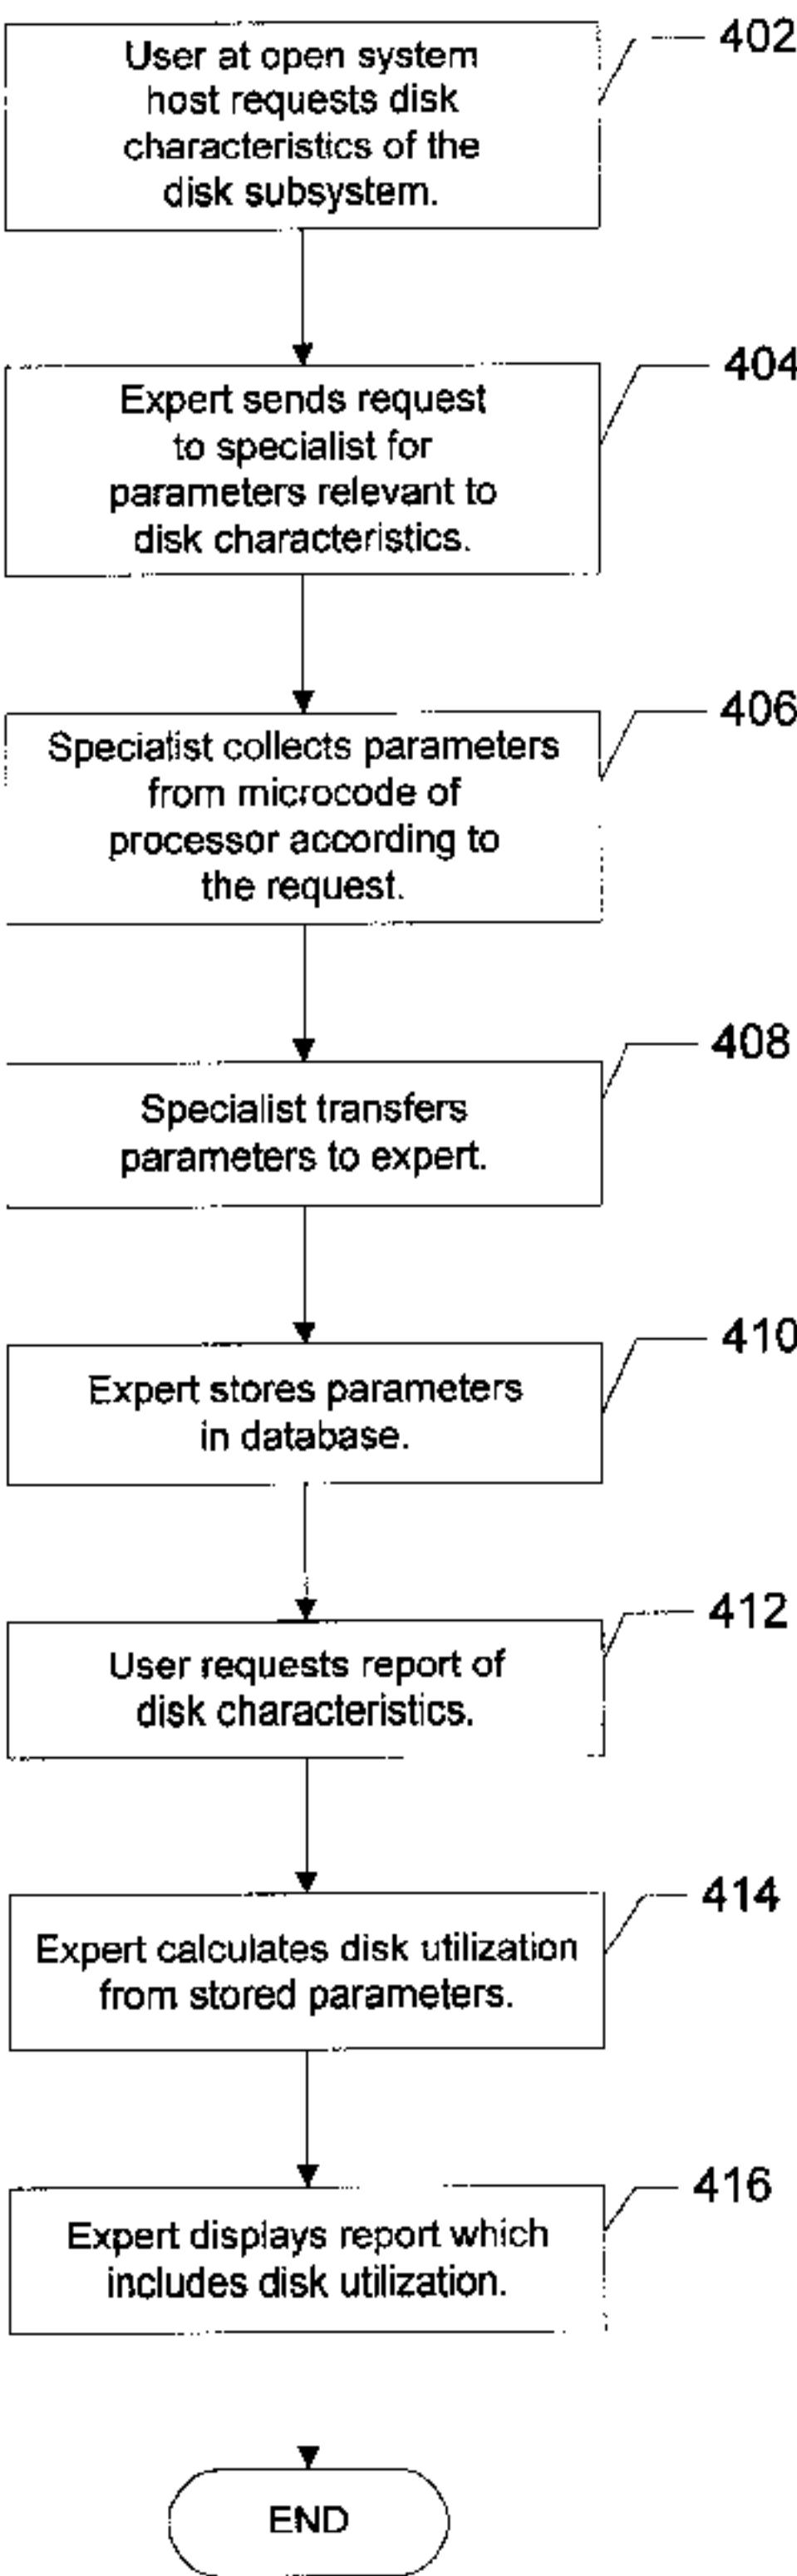 402
User at open system
host requests disk
characteristics of the
disk subsystem.
404
Expert sends request
to specialist for
parameters relevant to
disk characteristics.
406
Specialist collects parameters
from microcode of
processor according to
the request.
408
Specialist transfers
parameters to expert.
410
Expert stores parameters
in database.
412
User requests report of
disk characteristics.
414
Expert calculates disk utilization
from stored parameters.
416
Expert displays report which
includes disk utilization.
END